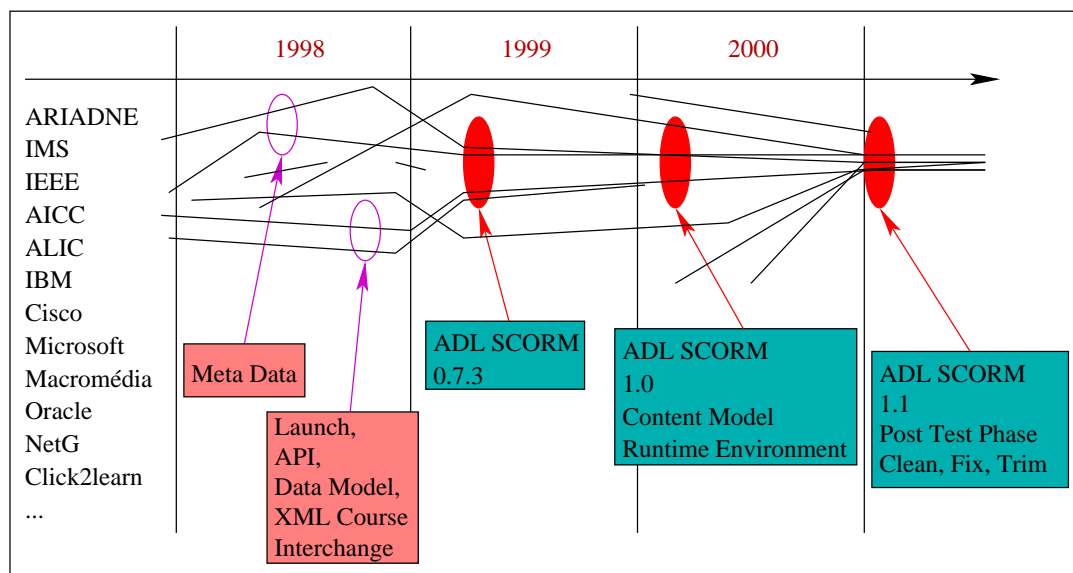 1998
1999
2000
ARIADNE
IMS
IEEE
AICC
ALIC
IBM
Cisco
Microsoft
Macromédia
Oracle
NetG
Click2learn
...
Meta Data
Launch,
API,
Data Model,
XML Course
Interchange
ADL SCORM
0.7.3
ADL SCORM
1.0
Content Model
Runtime Environment
ADL SCORM
1.1
Post Test Phase
Clean, Fix, Trim